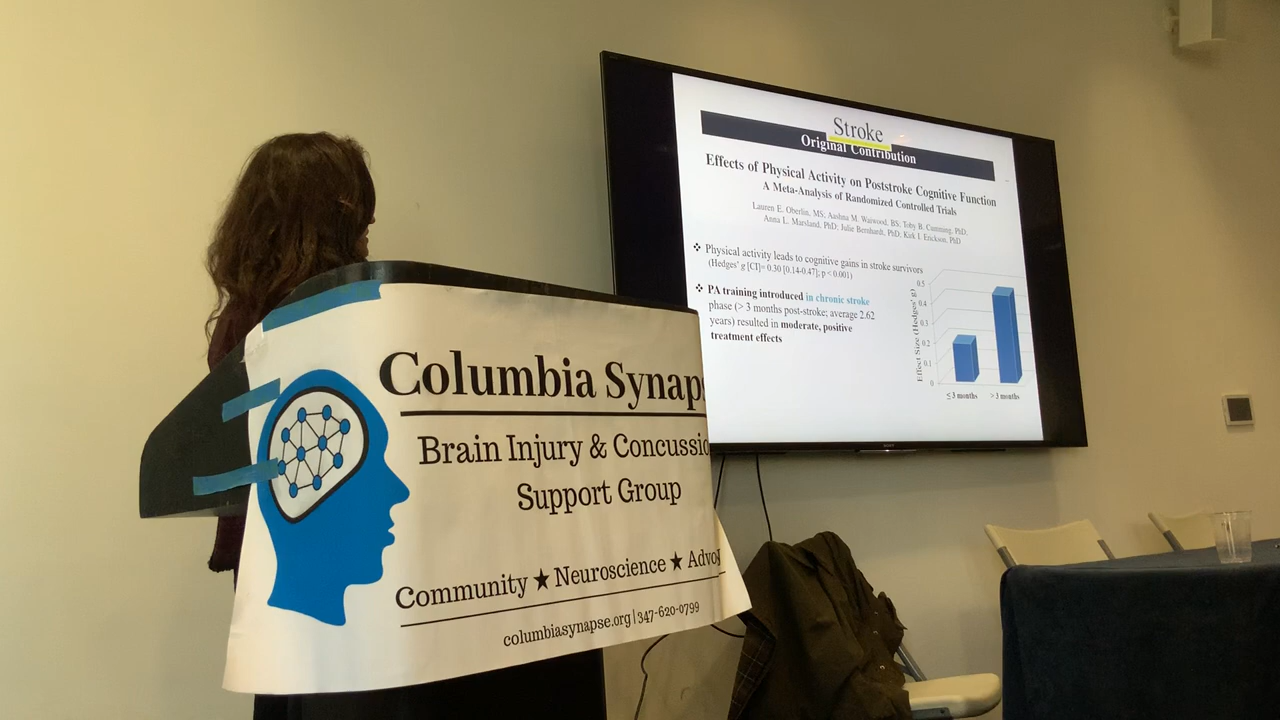 Stroke
Original Contribution
Effects of Physical Activity on Poststroke Cognitive Function
A Meta-Analysis of Randomized Controlled Trials
Lauren E. Oberlin, MS; Aashna M. Waiwood, BS; Toby B. Cumming, PhD;
Anna L. Marsland, PhD; Julie Bernhardt, PhD; Kirk I. Erickson, PhD
❖ Physical activity leads to cognitive gains in stroke survivors
(Hedges' g [CI]= 0.30 [0.14-0.47]; p < 0.001)
❖ PA training introduced in chronic stroke
phase (> 3 months post-stroke; average 2.62
years) resulted in moderate, positive
treatment effects
Effect Size (Hedges' g)
0.5
0.4
0.3
0.2
0.1
0
≤ 3 months > 3 months
SONY
Columbia Synaps
Brain Injury & Concussio
Support Group
Community ★ Neuroscience ★ Advo
columbiasynapse.org | 347-620-0799